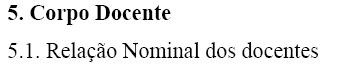 5. Corpo Docente
5.1. Relação Nominal dos docentes